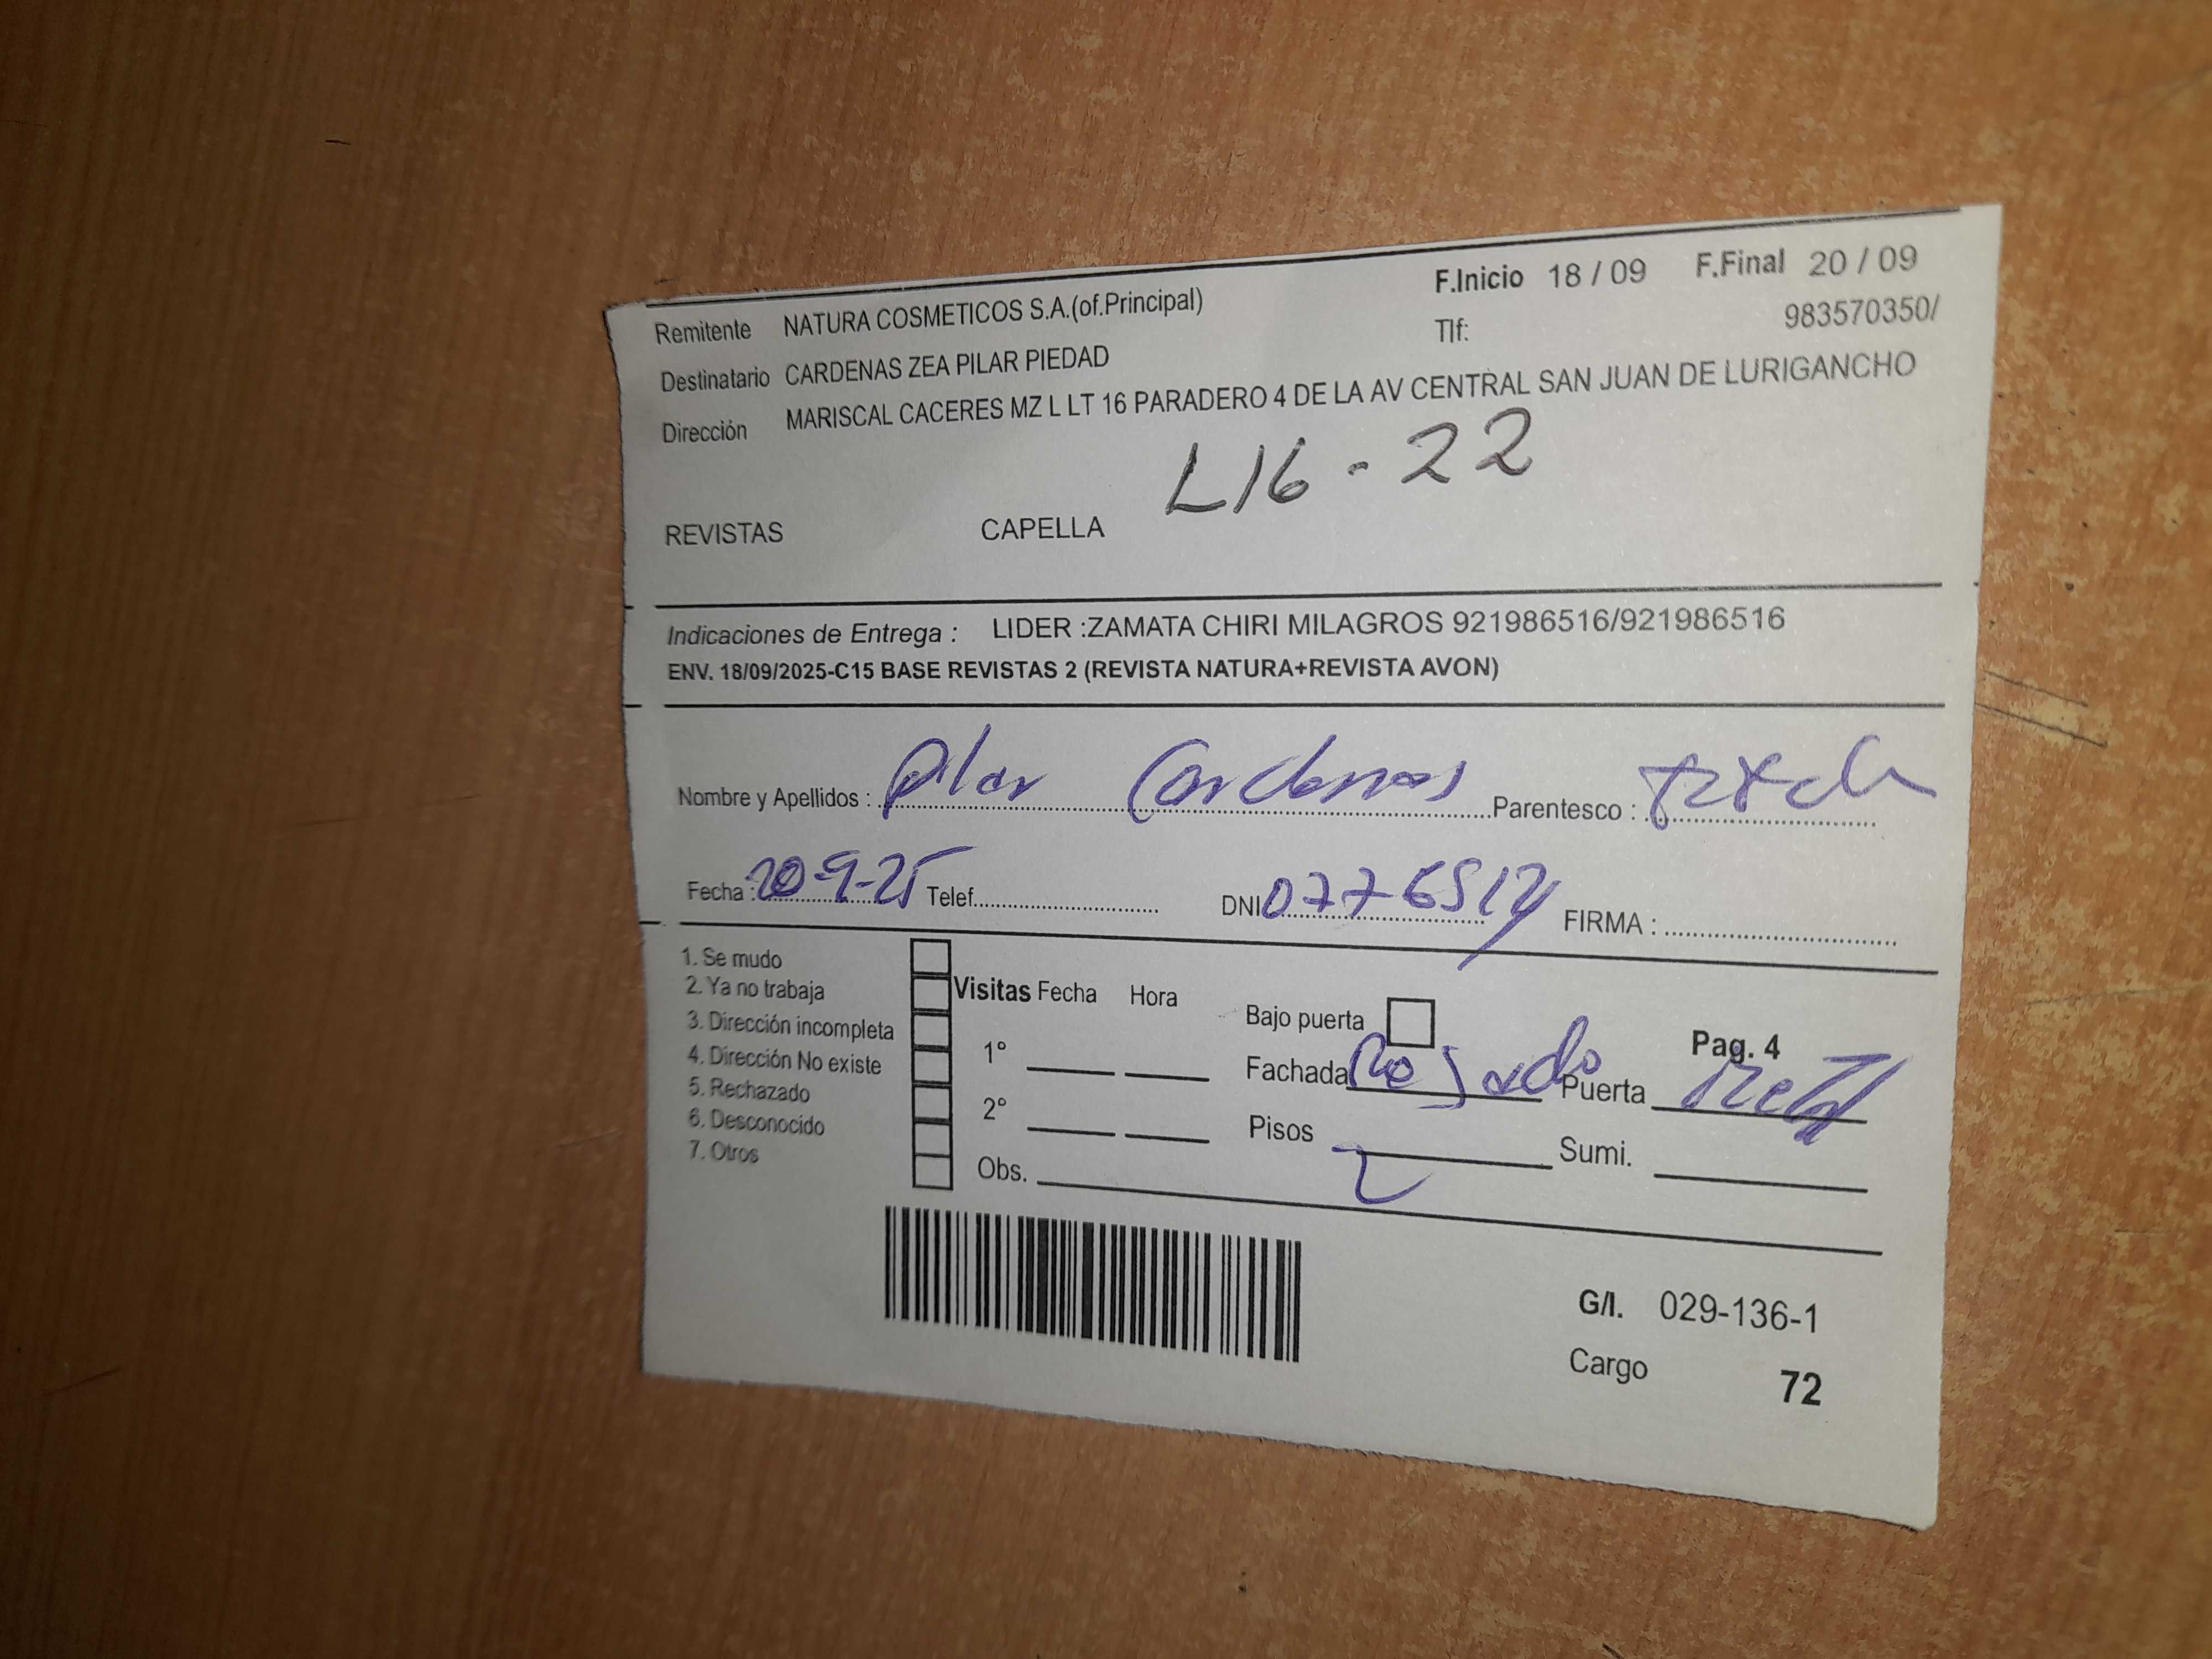 F.Inicio 18 / 09 F.Final 20 / 09
Remitente NATURA COSMETICOS S.A.(of.Principal) Tlf: 983570350/
Destinatario CARDENAS ZEA PILAR PIEDAD
Dirección MARISCAL CACERES MZ L LT 16 PARADERO 4 DE LA AV CENTRAL SAN JUAN DE LURIGANCHO
L16-22
REVISTAS CAPELLA
Indicaciones de Entrega : LIDER :ZAMATA CHIRI MILAGROS 921986516/921986516
ENV. 18/09/2025-C15 BASE REVISTAS 2 (REVISTA NATURA+REVISTA AVON)
Nombre y Apellidos : Pilar Cardenas Parentesco :
Fecha : 20-9-25 Telef. DNI FIRMA :
1. Se mudo
2. Ya no trabaja
3. Dirección incompleta
4. Dirección No existe
5. Rechazado
6. Desconocido
7. Otros
Visitas Fecha Hora
1°
2°
Obs.
Bajo puerta Pag. 4
Fachada Rosado Puerta Metal
Pisos 2 Sumi.
G/I. 029-136-1
Cargo 72